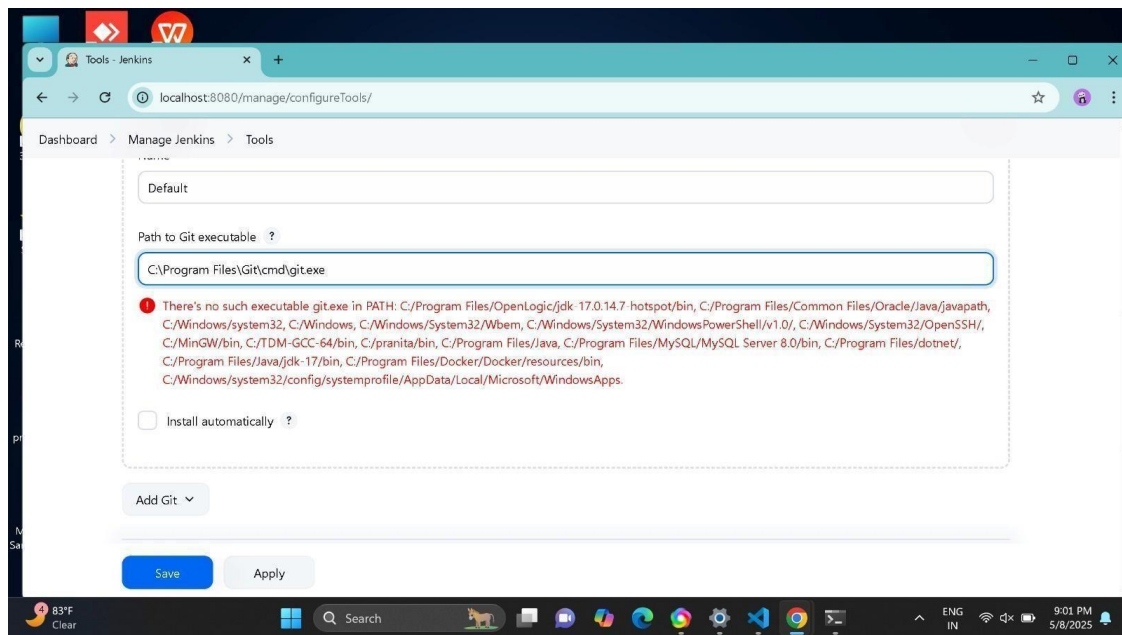 Tools - Jenkins
localhost:8080/manage/configureTools/
Dashboard > Manage Jenkins > Tools
Name
Default
Path to Git executable ?
C:\Program Files\Git\cmd\git.exe
There's no such executable git.exe in PATH: C:/Program Files/OpenLogic/jdk-17.0.14.7-hotspot/bin, C:/Program Files/Common Files/Oracle/Java/javapath,
C:/Windows/system32, C:/Windows, C:/Windows/System32/Wbem, C:/Windows/System32/WindowsPowerShell/v1.0/, C:/Windows/System32/OpenSSH/,
C:/MinGW/bin, C:/TDM-GCC-64/bin, C:/pranita/bin, C:/Program Files/Java, C:/Program Files/MySQL/MySQL Server 8.0/bin, C:/Program Files/dotnet/,
C:/Program Files/Java/jdk-17/bin, C:/Program Files/Docker/Docker/resources/bin,
C:/Windows/system32/config/systemprofile/AppData/Local/Microsoft/WindowsApps.
Install automatically ?
Add Git
Save
Apply
4
83°F
Clear
Search
ENG
IN
9:01 PM
5/8/2025